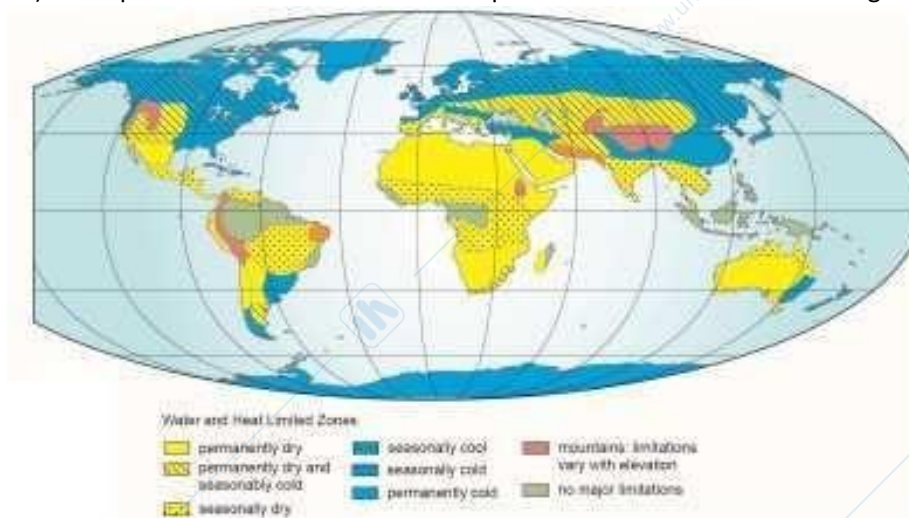 Water and Heat Limited Zones
permanently dry
permanently dry and
seasonably cold
seasonally dry
seasonally cool
seasonally cold
permanently cold
mountains: limitations
vary with elevation
no major limitations